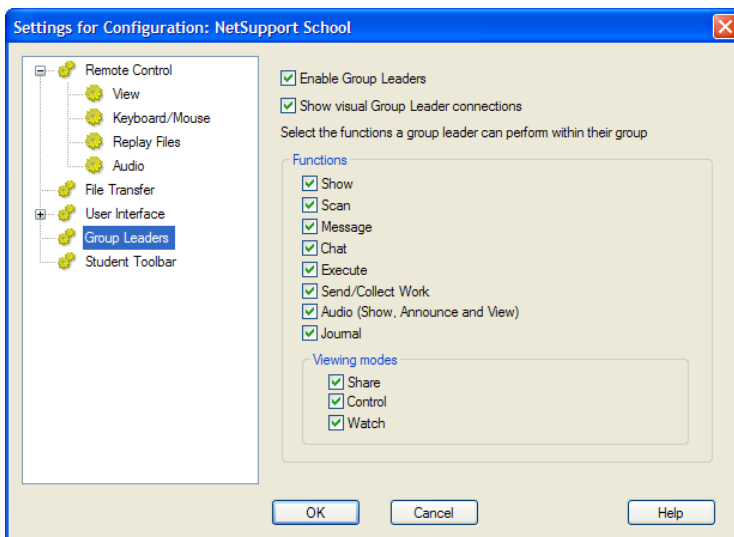 Settings for Configuration: NetSupport School
Remote Control
View
Keyboard/Mouse
Replay Files
Audio
File Transfer
User Interface
Group Leaders
Student Toolbar
Enable Group Leaders
Show visual Group Leader connections
Select the functions a group leader can perform within their group
Functions
Show
Scan
Message
Chat
Execute
Send/Collect Work
Audio (Show, Announce and View)
Journal
Viewing modes
Share
Control
Watch
OK
Cancel
Help